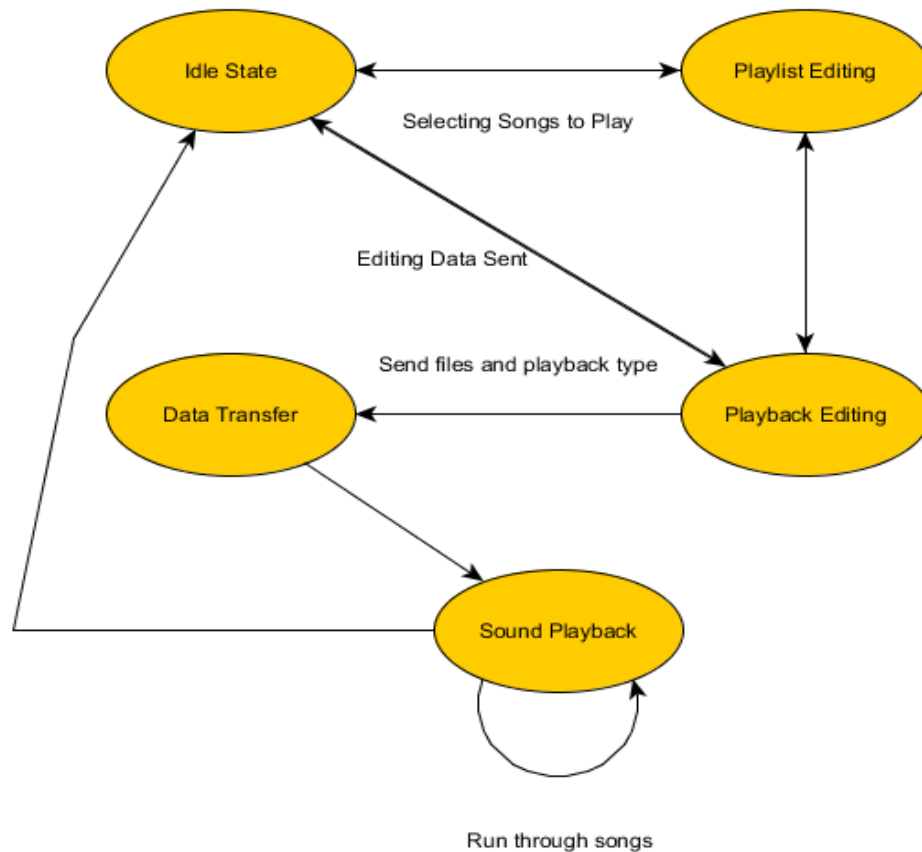 Idle State
Playlist Editing
Selecting Songs to Play
Editing Data Sent
Send files and playback type
Data Transfer
Playback Editing
Sound Playback
Run through songs